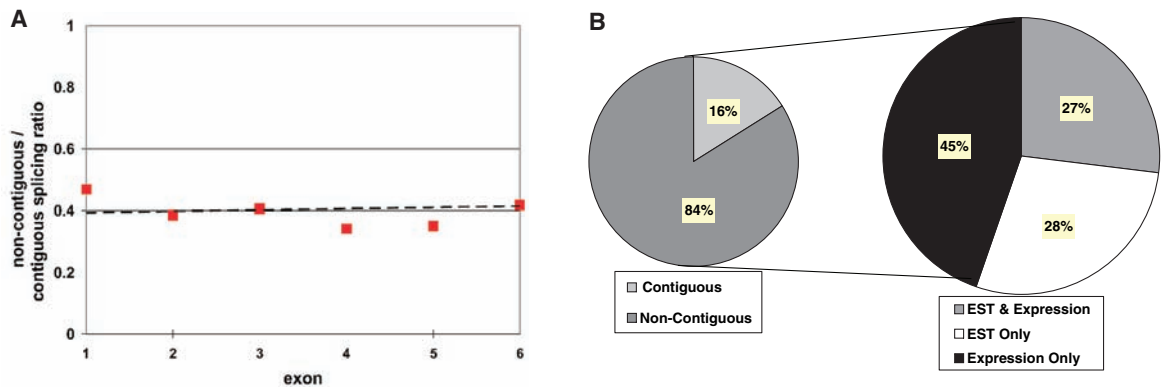 A
non-contiguous /
contiguous splicing ratio
1
0.8
0.6
0.4
0.2
0
1 2 3 4 5 6
exon
B
16%
84%
Contiguous
Non-Contiguous
27%
45%
28%
EST & Expression
EST Only
Expression Only